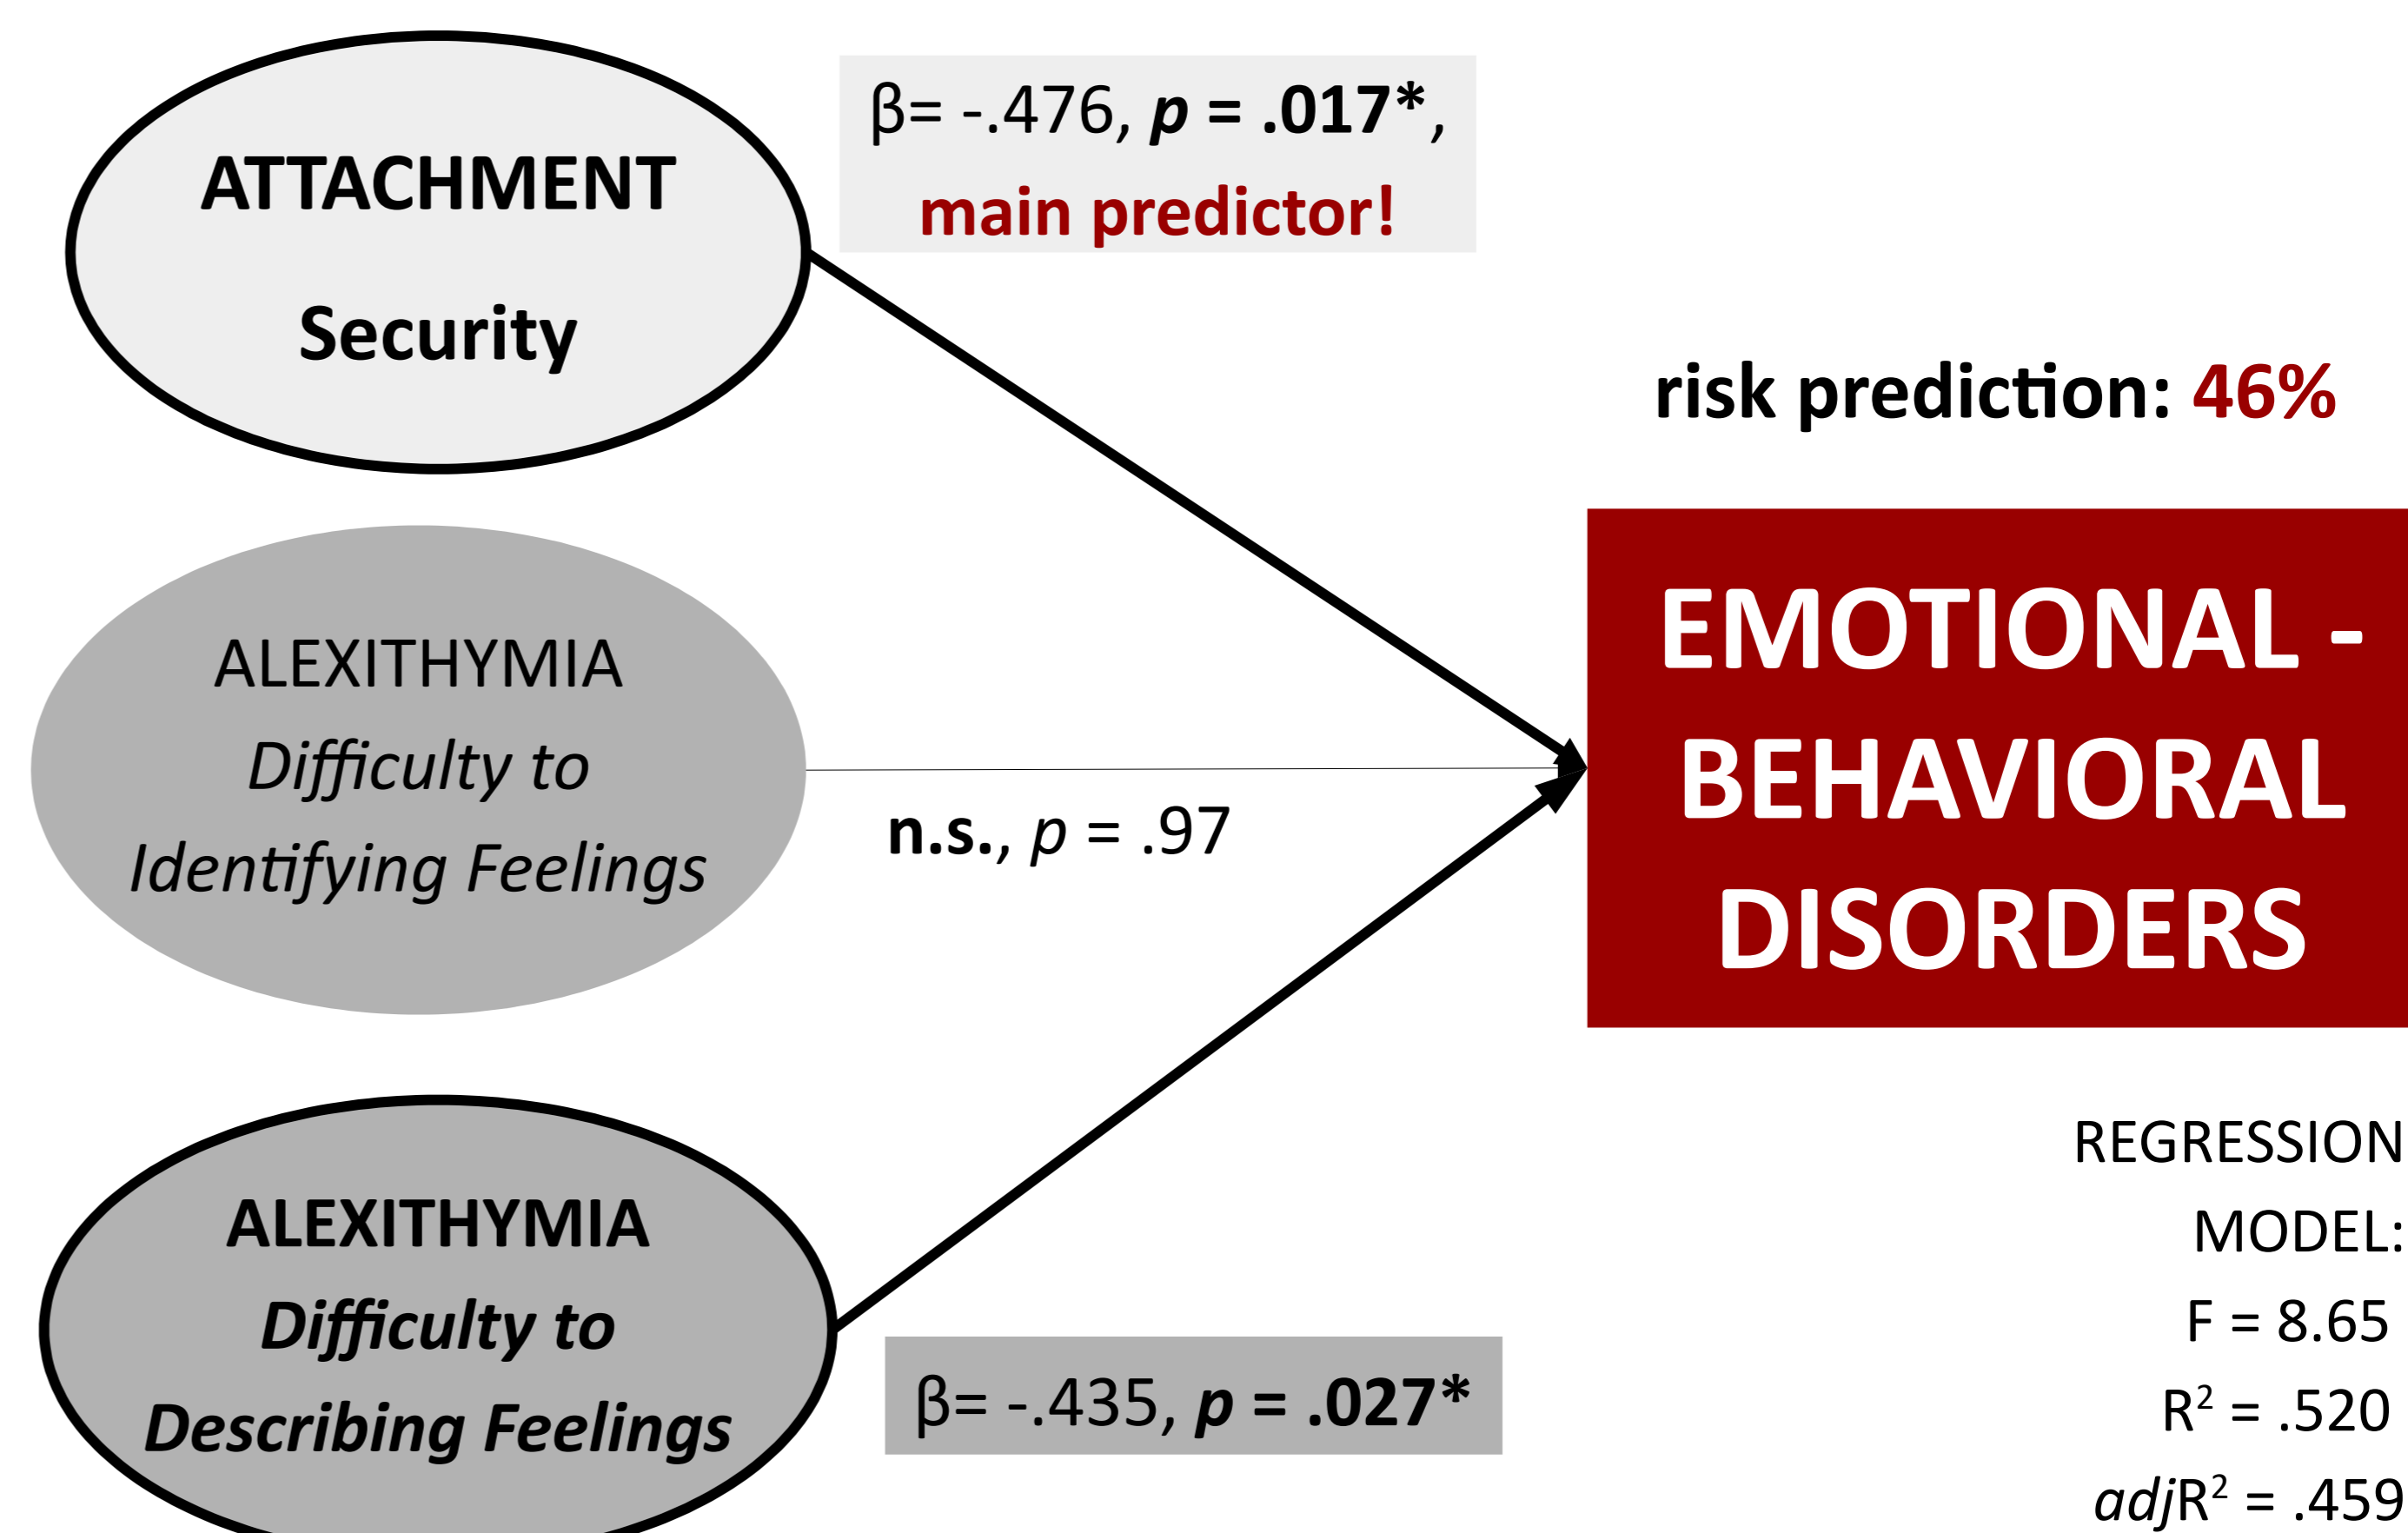 ATTACHMENT
Security
β= -.476, p = .017*,
main predictor!
risk prediction: 46%
ALEXITHYMIA
Difficulty to
Identifying Feelings
n.s., p = .97
EMOTIONAL -
BEHAVIORAL
DISORDERS
ALEXITHYMIA
Difficulty to
Describing Feelings
β= -.435, p = .027*
REGRESSION
MODEL:
F = 8.65
R² = .520
adjR² = .459